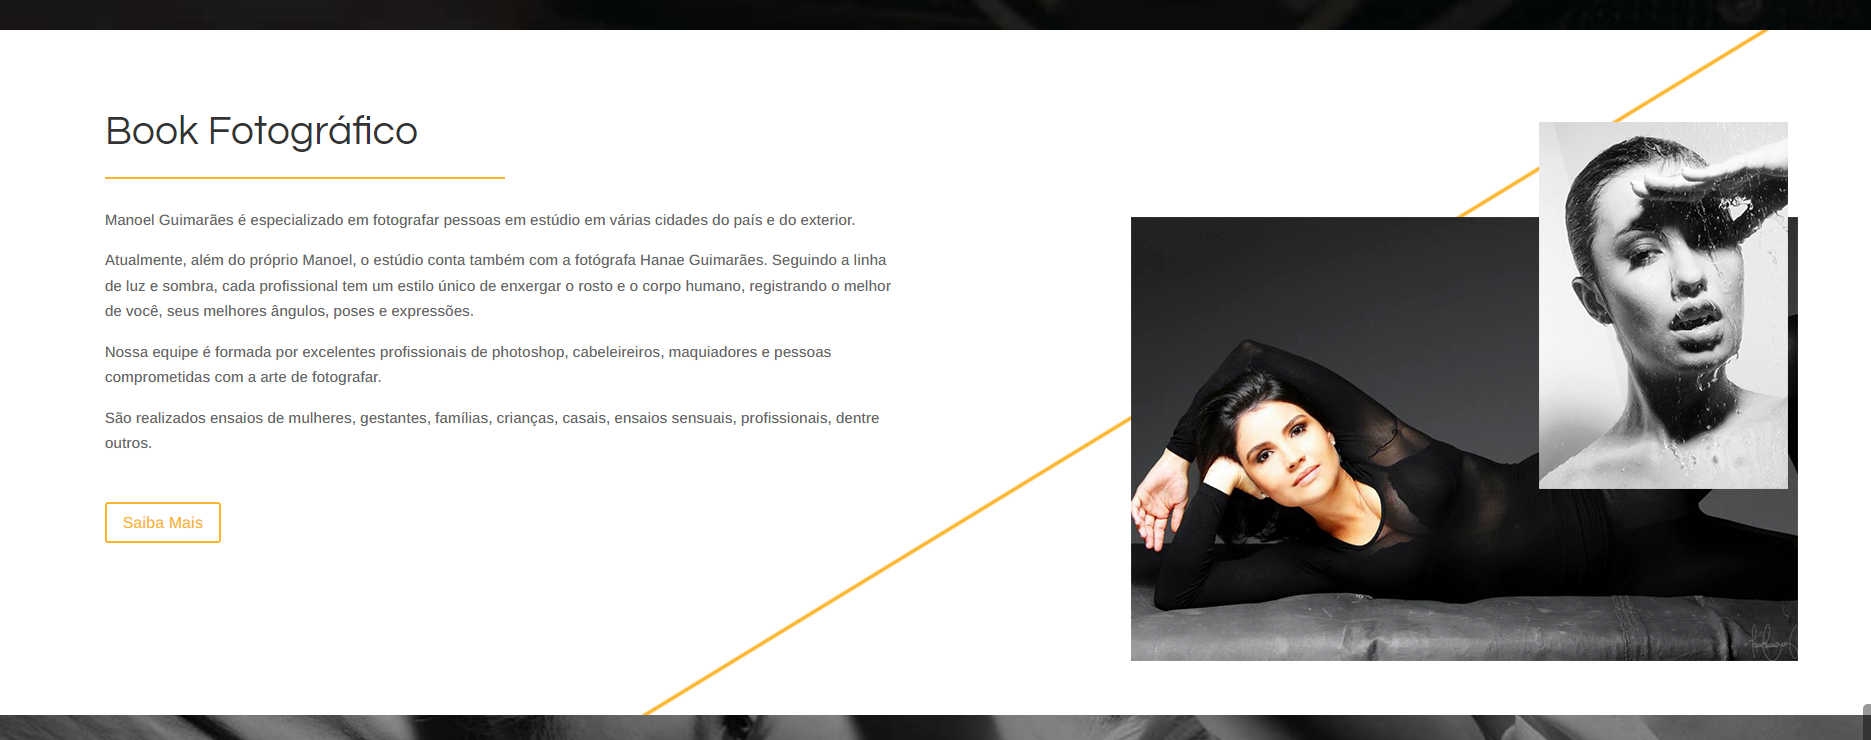 Book Fotográfico
Manoel Guimarães é especializado em fotografar pessoas em estúdio em várias cidades do país e do exterior.
Atualmente, além do próprio Manoel, o estúdio conta também com a fotógrafa Hanae Guimarães. Seguindo a linha
de luz e sombra, cada profissional tem um estilo único de enxergar o rosto e o corpo humano, registrando o melhor
de você, seus melhores ângulos, poses e expressões.
Nossa equipe é formada por excelentes profissionais de photoshop, cabeleireiros, maquiadores e pessoas
comprometidas com a arte de fotografar.
São realizados ensaios de mulheres, gestantes, famílias, crianças, casais, ensaios sensuais, profissionais, dentre
outros.
Saiba Mais